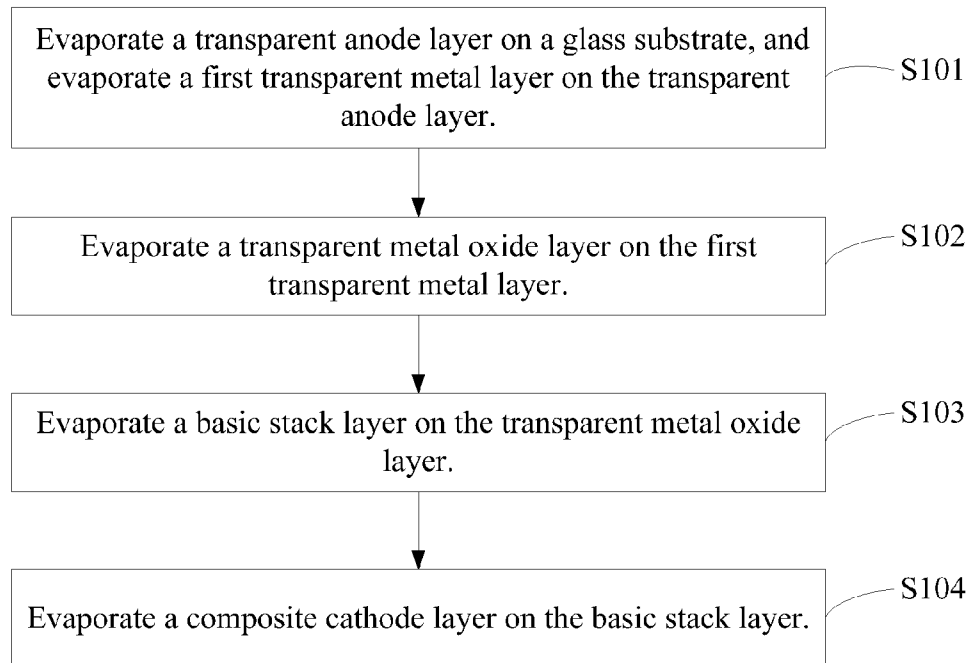 Evaporate a transparent anode layer on a glass substrate, and
evaporate a first transparent metal layer on the transparent
anode layer.
S101
Evaporate a transparent metal oxide layer on the first
transparent metal layer.
S102
Evaporate a basic stack layer on the transparent metal oxide
layer.
S103
Evaporate a composite cathode layer on the basic stack layer.
S104